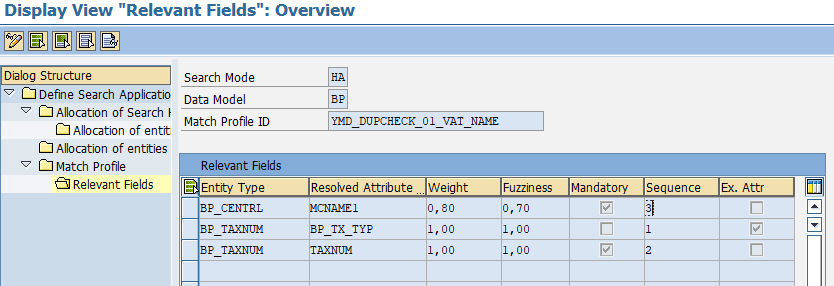 Display View "Relevant Fields": Overview
Dialog Structure
Define Search Applicatio
Allocation of Search H
Allocation of entiti
Allocation of entities
Match Profile
Relevant Fields
Search Mode HA
Data Model BP
Match Profile ID YMD_DUPCHECK_01_VAT_NAME
Relevant Fields
Entity Type Resolved Attribute ... Weight Fuzziness Mandatory Sequence Ex. Attr
BP_CENTRL MCNAME1 0,80 0,70 3
BP_TAXNUM BP_TX_TYP 1,00 1,00 1
BP_TAXNUM TAXNUM 1,00 1,00 2